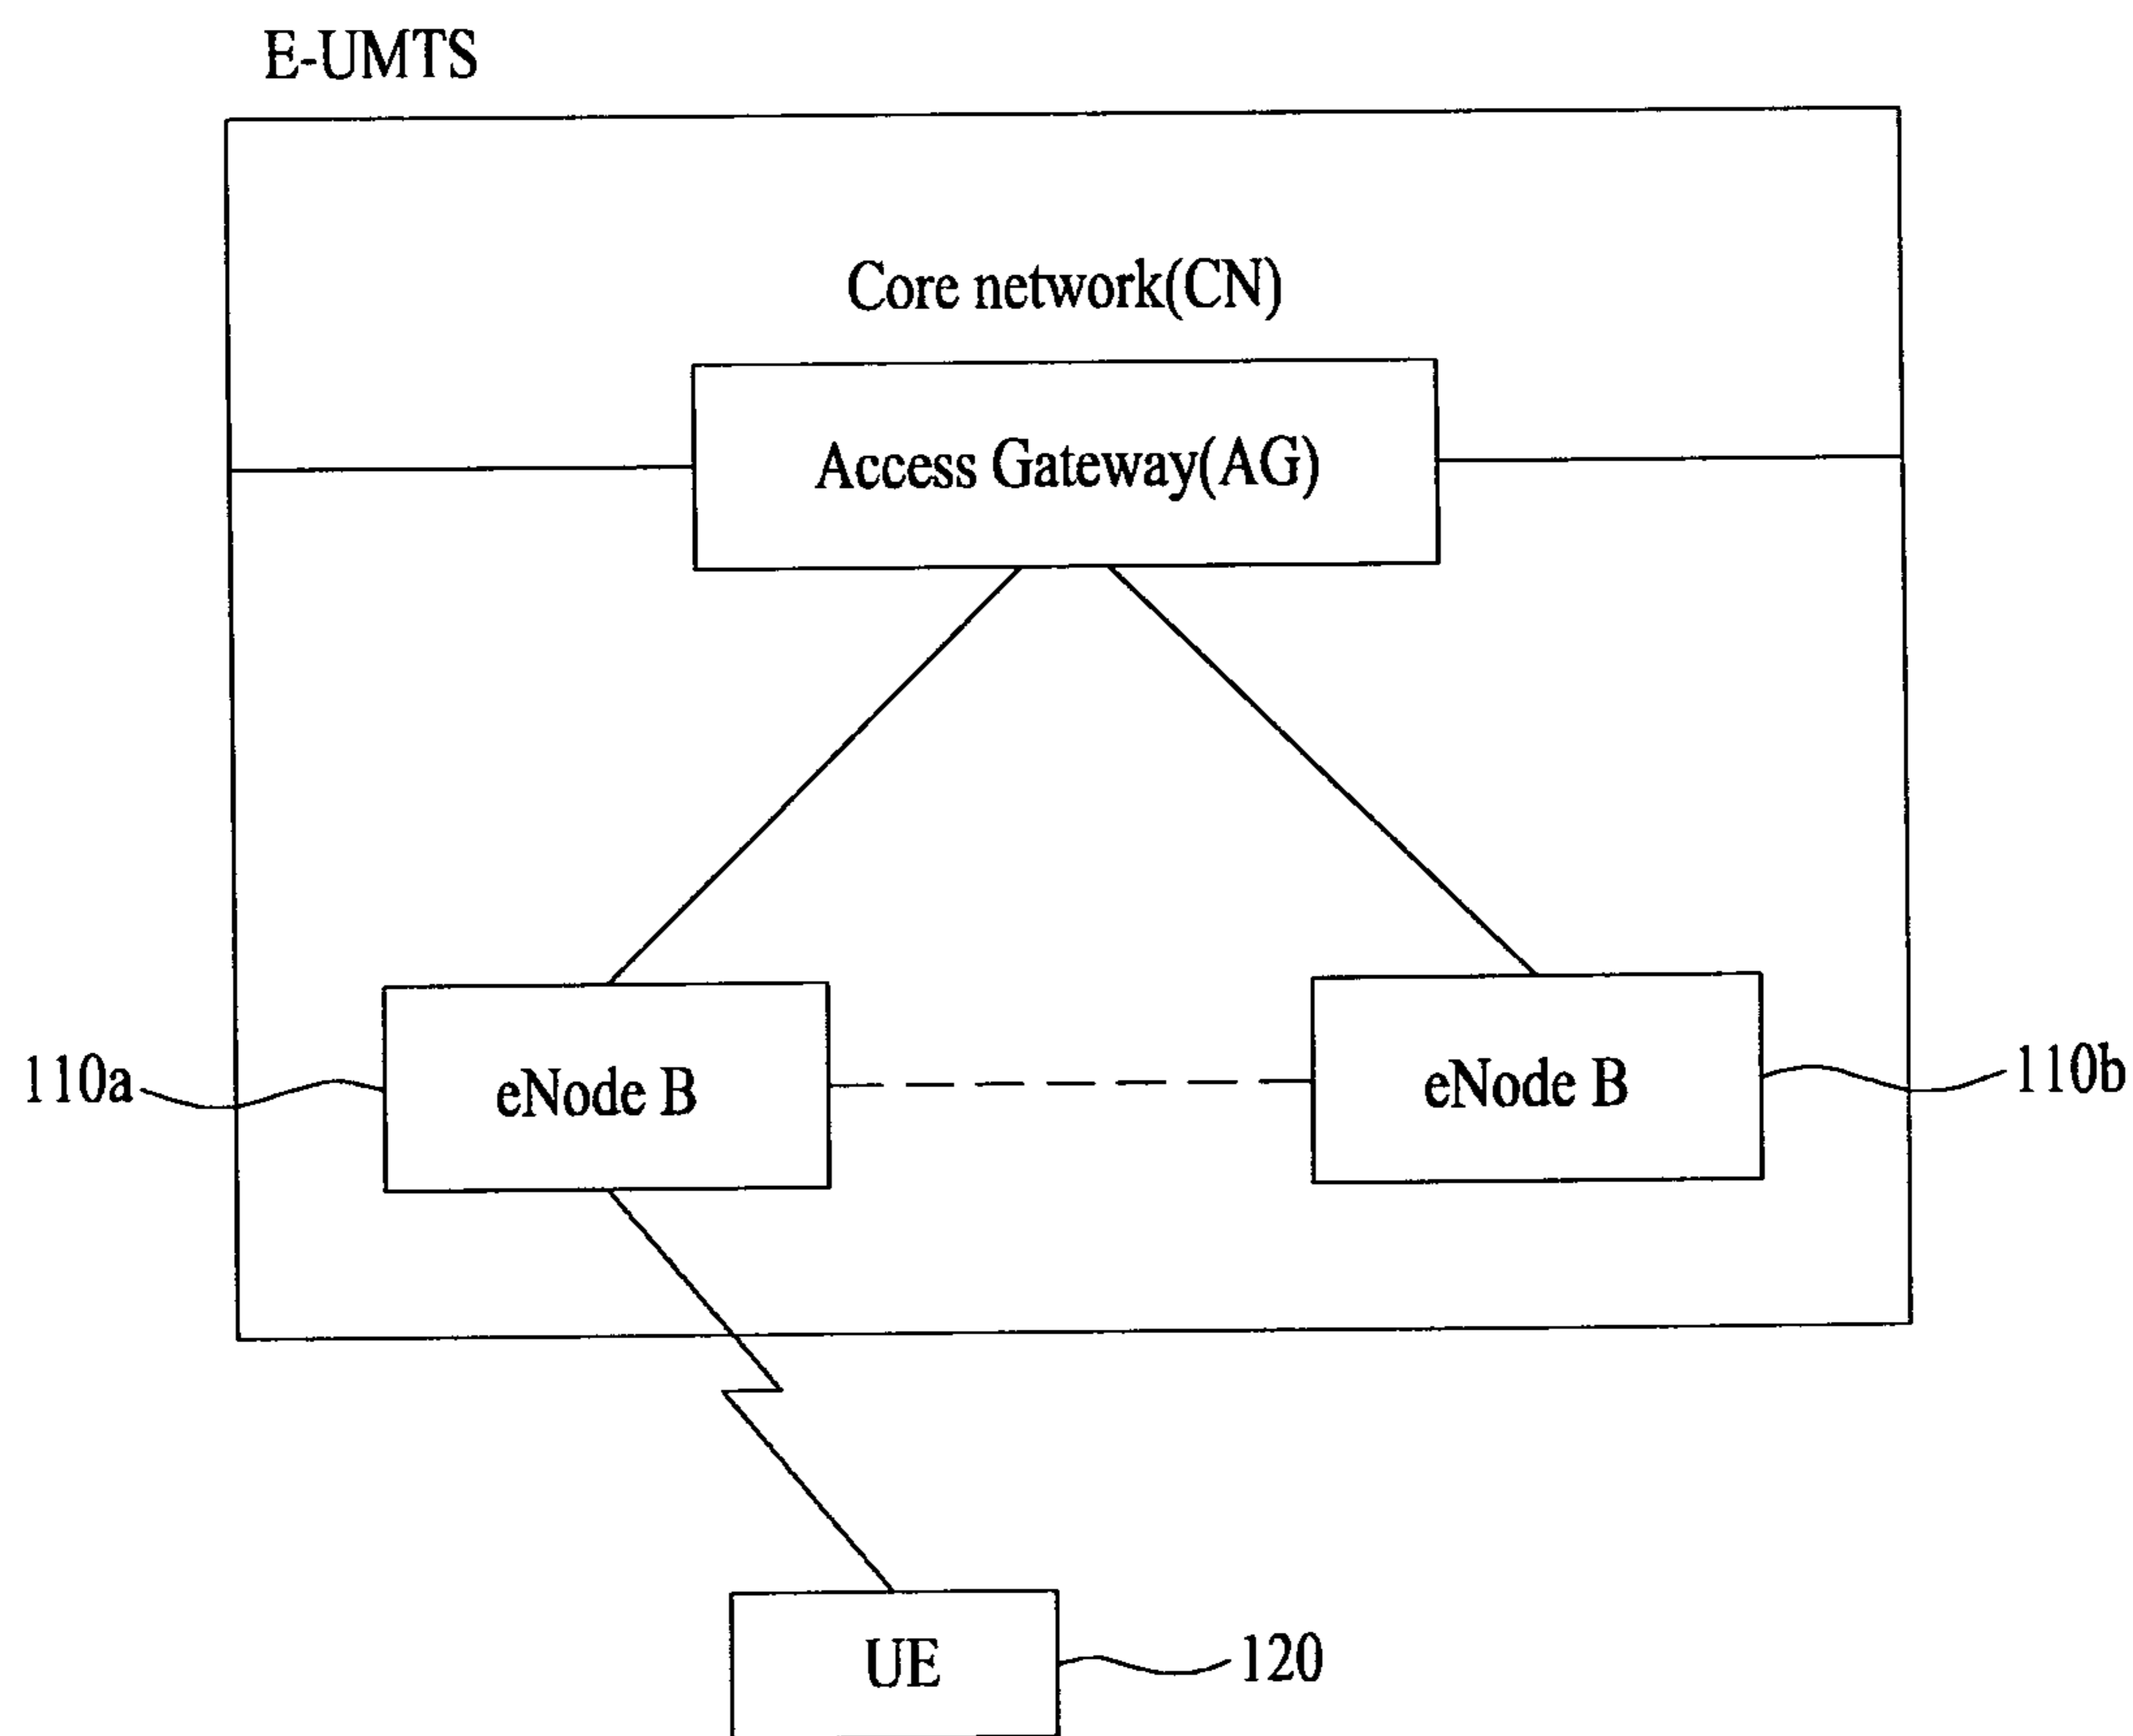 E-UMTS
Core network(CN)
Access Gateway(AG)
110a
eNode B
eNode B
110b
UE
120